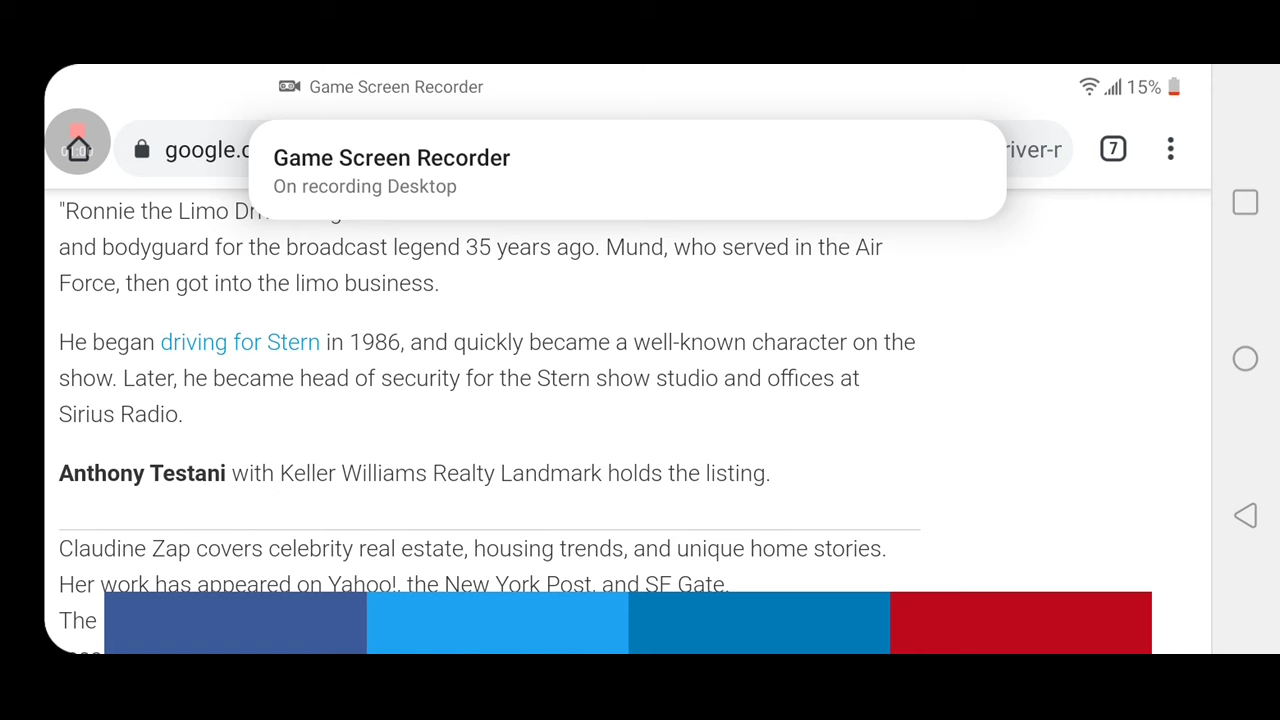 Game Screen Recorder
15%
google.c
river-r
7
Game Screen Recorder
On recording Desktop
"Ronnie the Limo
and bodyguard for the broadcast legend 35 years ago. Mund, who served in the Air
Force, then got into the limo business.
He began driving for Stern in 1986, and quickly became a well-known character on the
show. Later, he became head of security for the Stern show studio and offices at
Sirius Radio.
Anthony Testani with Keller Williams Realty Landmark holds the listing.
Claudine Zap covers celebrity real estate, housing trends, and unique home stories.
Her work has appeared on Yahoo!, the New York Post, and SF Gate.
The